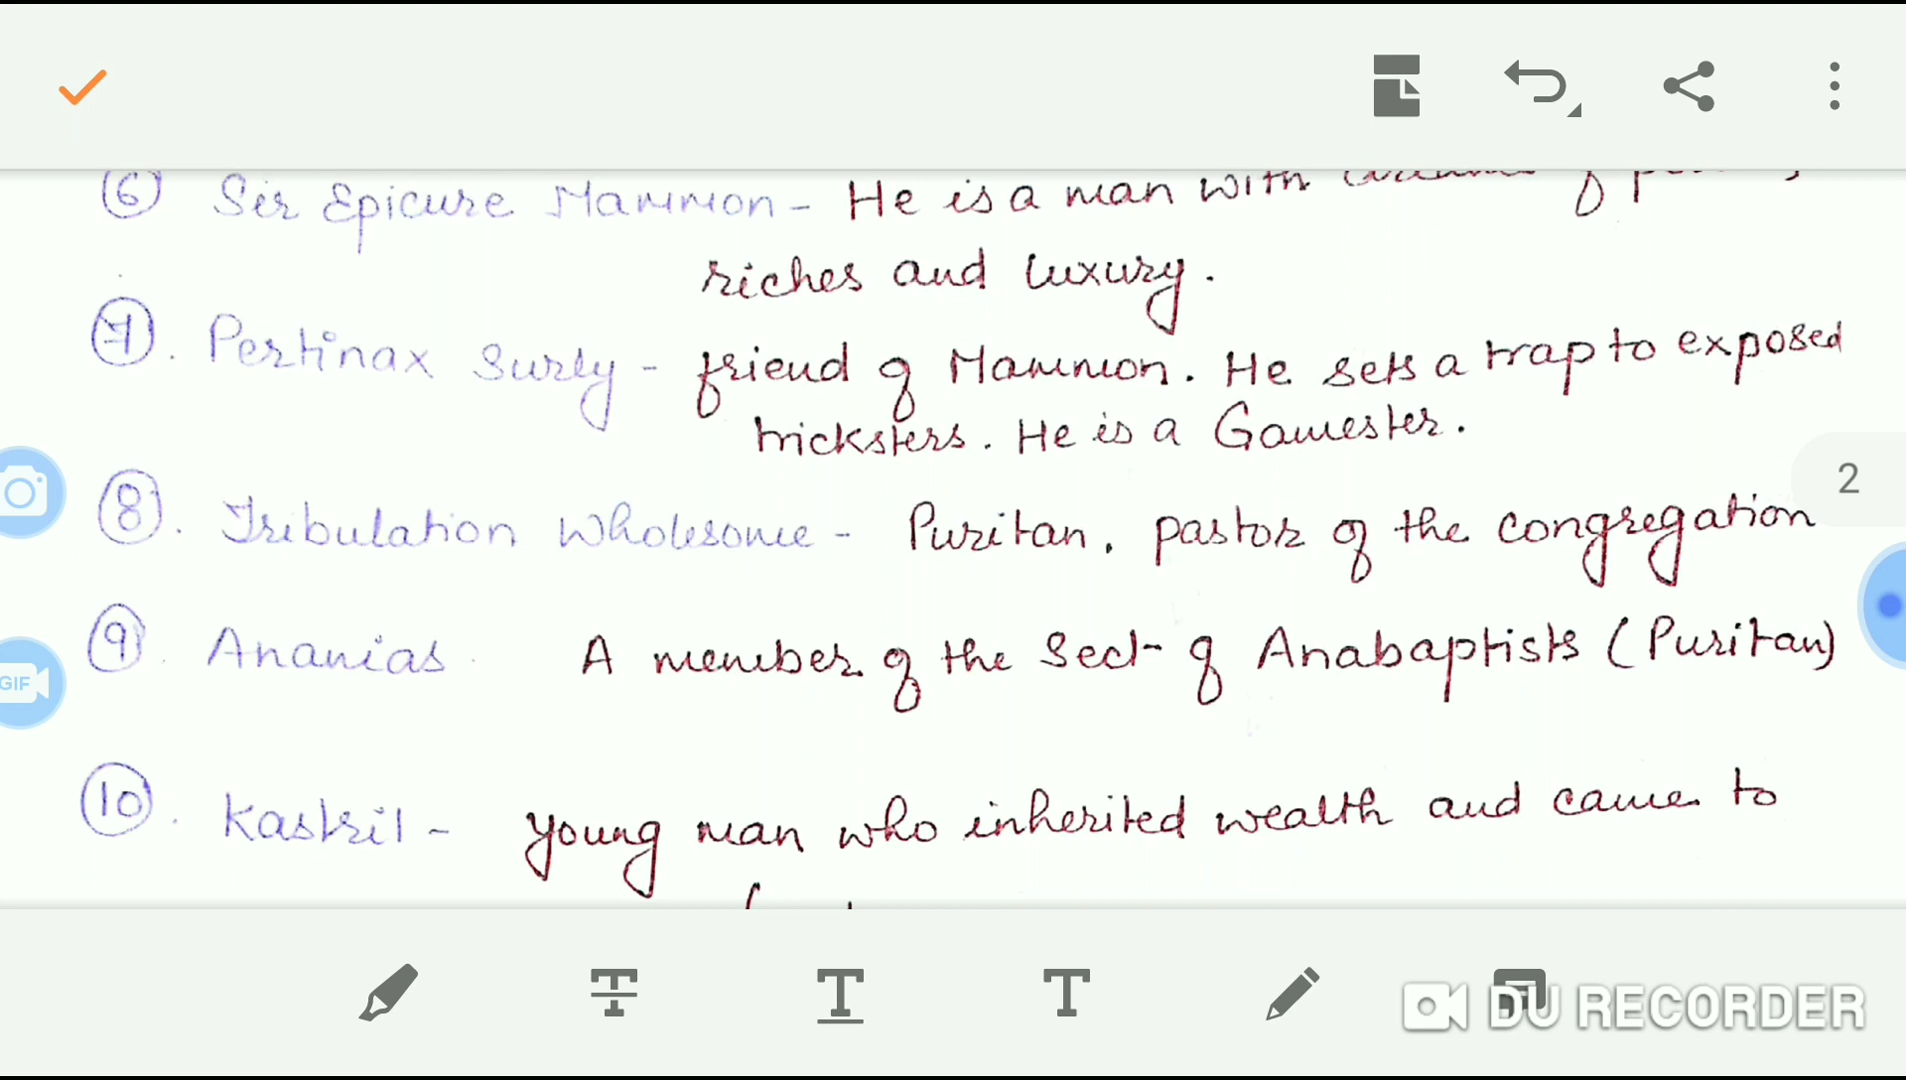 6 Sir Epicure Mammon - He is a man with of
riches and luxury.
7. Pertinax Surly - friend of Mammon. He sets a trap to exposed
tricksters. He is a Gamester.
2
8. Tribulation Wholesome - Puritan, pastor of the congregation
9. Ananias A member of the Sect of Anabaptists (Puritan)
GIF
10. Kastril - young man who inherited wealth and came to
T T T
DU RECORDER